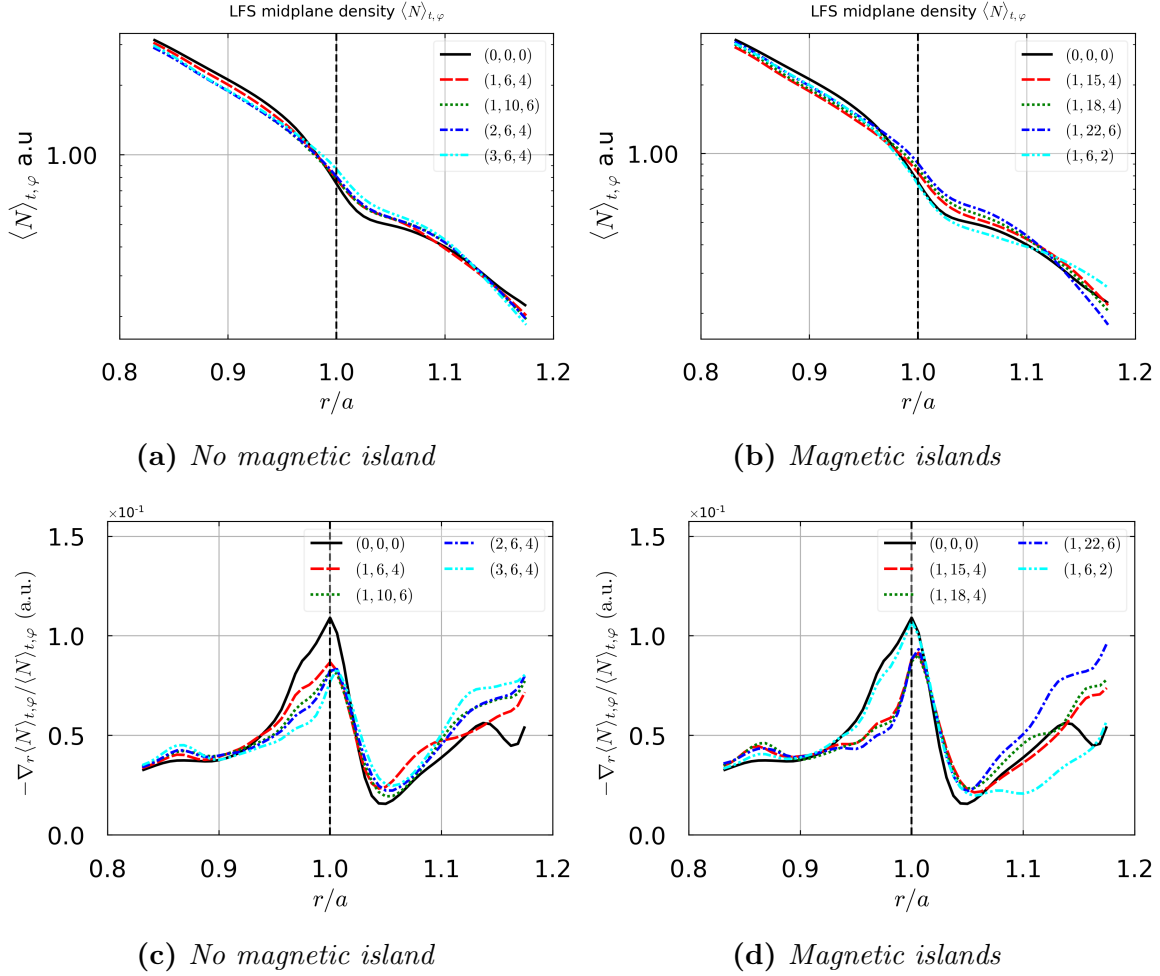 LFS midplane density ⟨N⟩t,φ
⟨N⟩t,φ a.u
1.00
(0, 0, 0)
(1, 6, 4)
(1, 10, 6)
(2, 6, 4)
(3, 6, 4)
0.8 0.9 1.0 1.1 1.2
r/a
(a) No magnetic island
LFS midplane density ⟨N⟩t,φ
⟨N⟩t,φ a.u
1.00
(0, 0, 0)
(1, 15, 4)
(1, 18, 4)
(1, 22, 6)
(1, 6, 2)
0.8 0.9 1.0 1.1 1.2
r/a
(b) Magnetic islands
×10⁻¹
−∇r⟨N⟩t,φ/⟨N⟩t,φ (a.u.)
1.5
1.0
0.5
0.0
(0, 0, 0) (2, 6, 4)
(1, 6, 4) (3, 6, 4)
(1, 10, 6)
0.8 0.9 1.0 1.1 1.2
r/a
(c) No magnetic island
×10⁻¹
−∇r⟨N⟩t,φ/⟨N⟩t,φ (a.u.)
1.5
1.0
0.5
0.0
(0, 0, 0) (1, 22, 6)
(1, 15, 4) (1, 6, 2)
(1, 18, 4)
0.8 0.9 1.0 1.1 1.2
r/a
(d) Magnetic islands